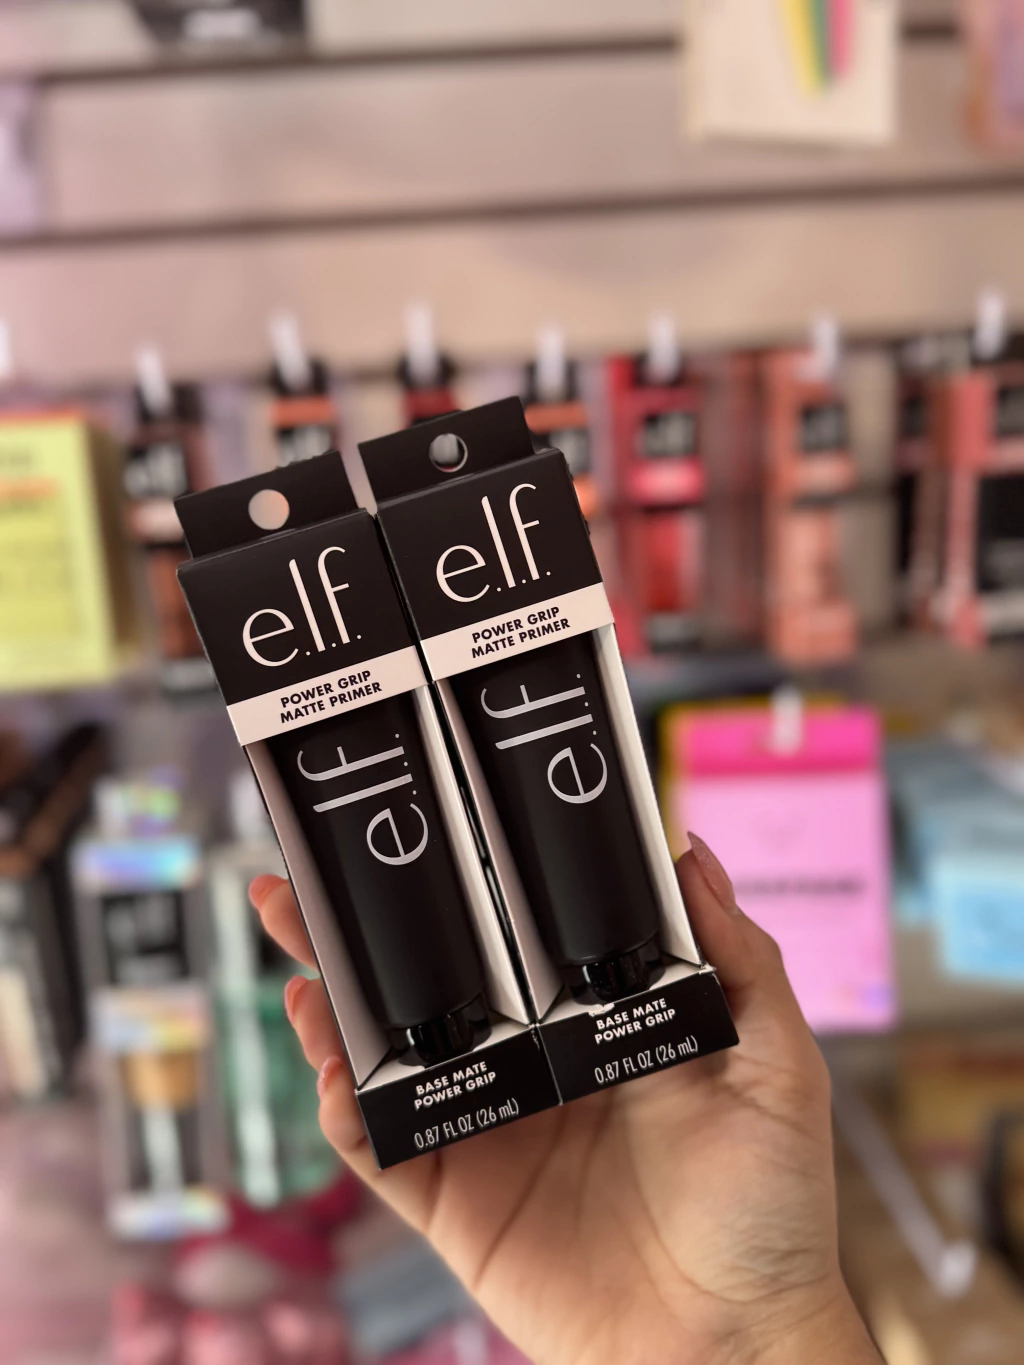 e.l.f.
POWER GRIP
MATTE PRIMER
e.l.f.
BASE MATE
POWER GRIP
0.87 FL OZ (26 mL)
e.l.f.
POWER GRIP
MATTE PRIMER
e.l.f.
BASE MATE
POWER GRIP
0.87 FL OZ (26 mL)